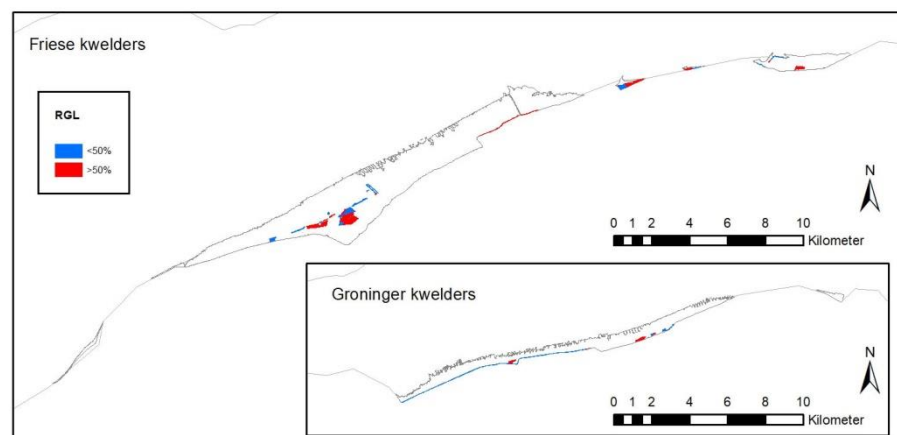 Friese kwelders
RGL
<50%
>50%
N
0 1 2 4 6 8 10
Kilometer
Groninger kwelders
N
0 1 2 4 6 8 10
Kilometer